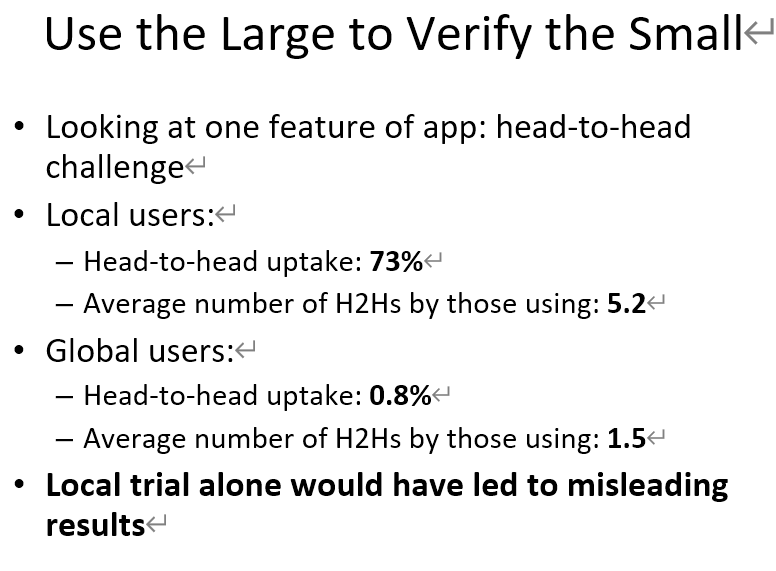 Use the Large to Verify the Small↵
• Looking at one feature of app: head-to-head
challenge↵
• Local users:↵
– Head-to-head uptake: 73%↵
– Average number of H2Hs by those using: 5.2↵
• Global users:↵
– Head-to-head uptake: 0.8%↵
– Average number of H2Hs by those using: 1.5↵
• Local trial alone would have led to misleading
results↵